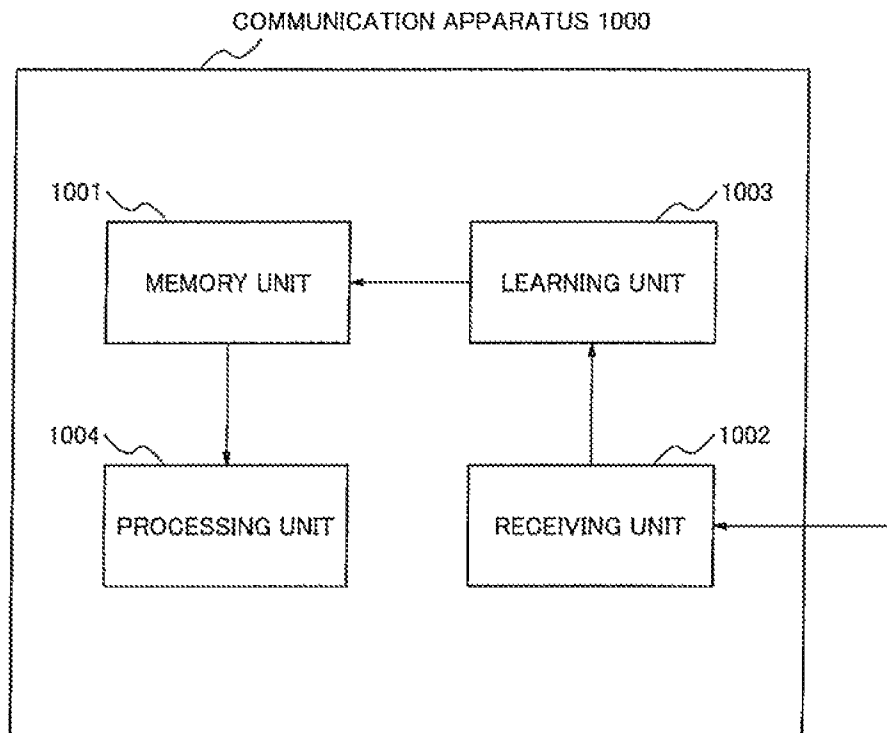 COMMUNICATION APPARATUS 1000
1001
1003
MEMORY UNIT
LEARNING UNIT
1004
1002
PROCESSING UNIT
RECEIVING UNIT